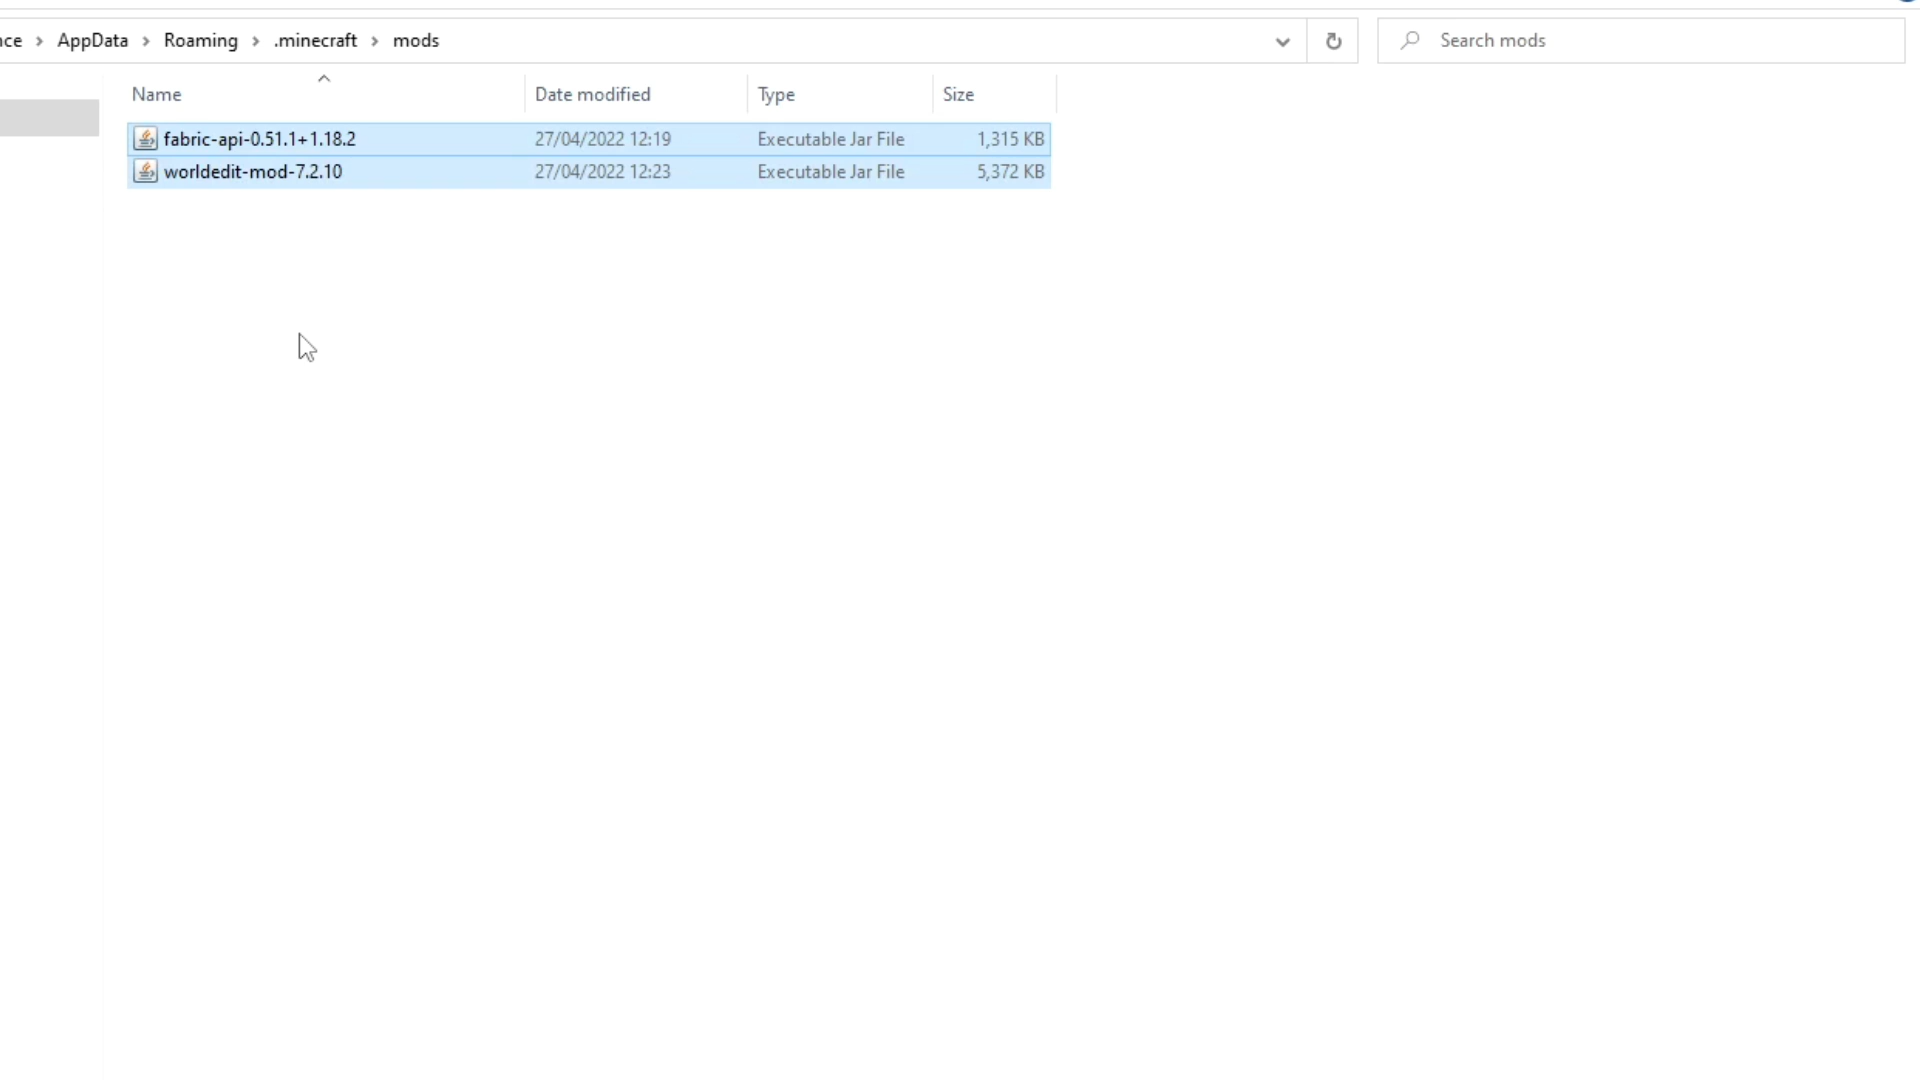 nce > AppData > Roaming > .minecraft > mods
Search mods
Name Date modified Type Size
fabric-api-0.51.1+1.18.2 27/04/2022 12:19 Executable Jar File 1,315 KB
worldedit-mod-7.2.10 27/04/2022 12:23 Executable Jar File 5,372 KB